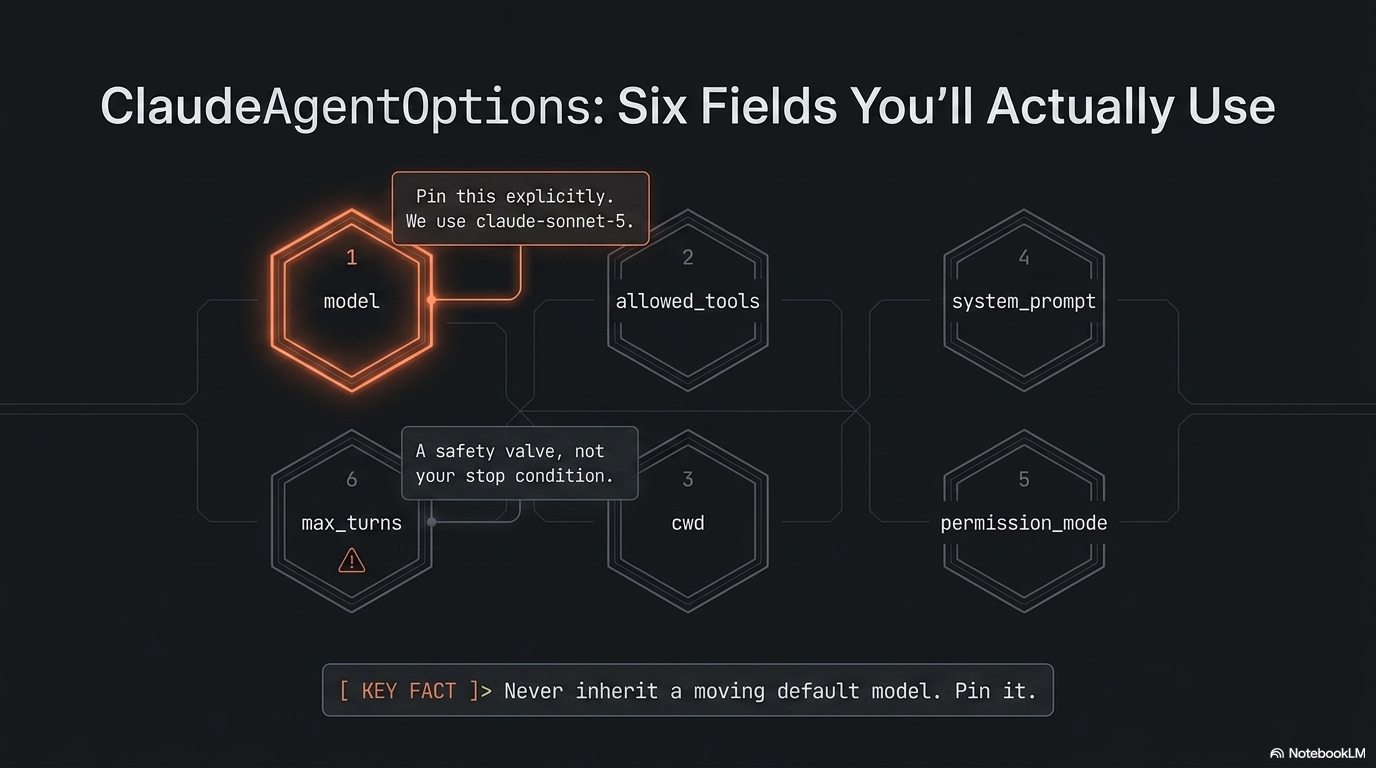 ClaudeAgentOptions: Six Fields You’ll Actually Use
Pin this explicitly.
We use claude-sonnet-5.
1
model
2
allowed_tools
4
system_prompt
A safety valve, not
your stop condition.
6
max_turns
3
cwd
5
permission_mode
[ KEY FACT ]> Never inherit a moving default model. Pin it.
NotebookLM